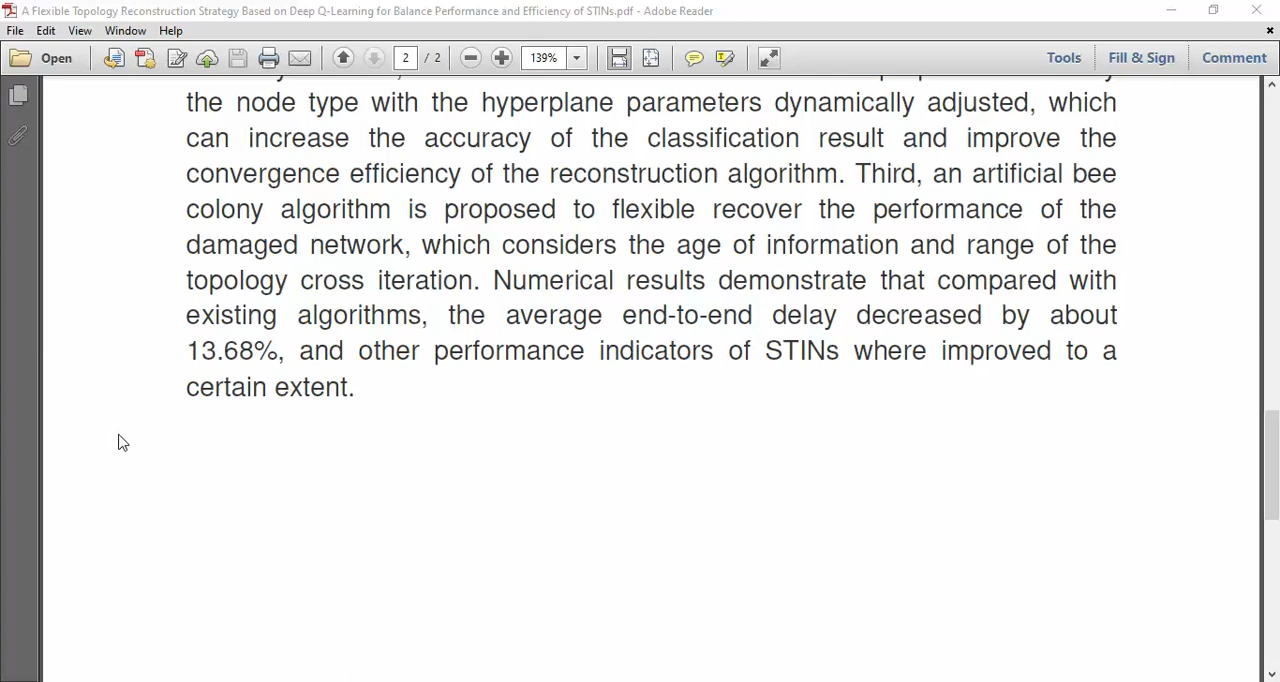 A Flexible Topology Reconstruction Strategy Based on Deep Q-Learning for Balance Performance and Efficiency of STINs.pdf - Adobe Reader
File Edit View Window Help
Open 2 / 2 139% Tools Fill & Sign Comment
the node type with the hyperplane parameters dynamically adjusted, which
can increase the accuracy of the classification result and improve the
convergence efficiency of the reconstruction algorithm. Third, an artificial bee
colony algorithm is proposed to flexible recover the performance of the
damaged network, which considers the age of information and range of the
topology cross iteration. Numerical results demonstrate that compared with
existing algorithms, the average end-to-end delay decreased by about
13.68%, and other performance indicators of STINs where improved to a
certain extent.